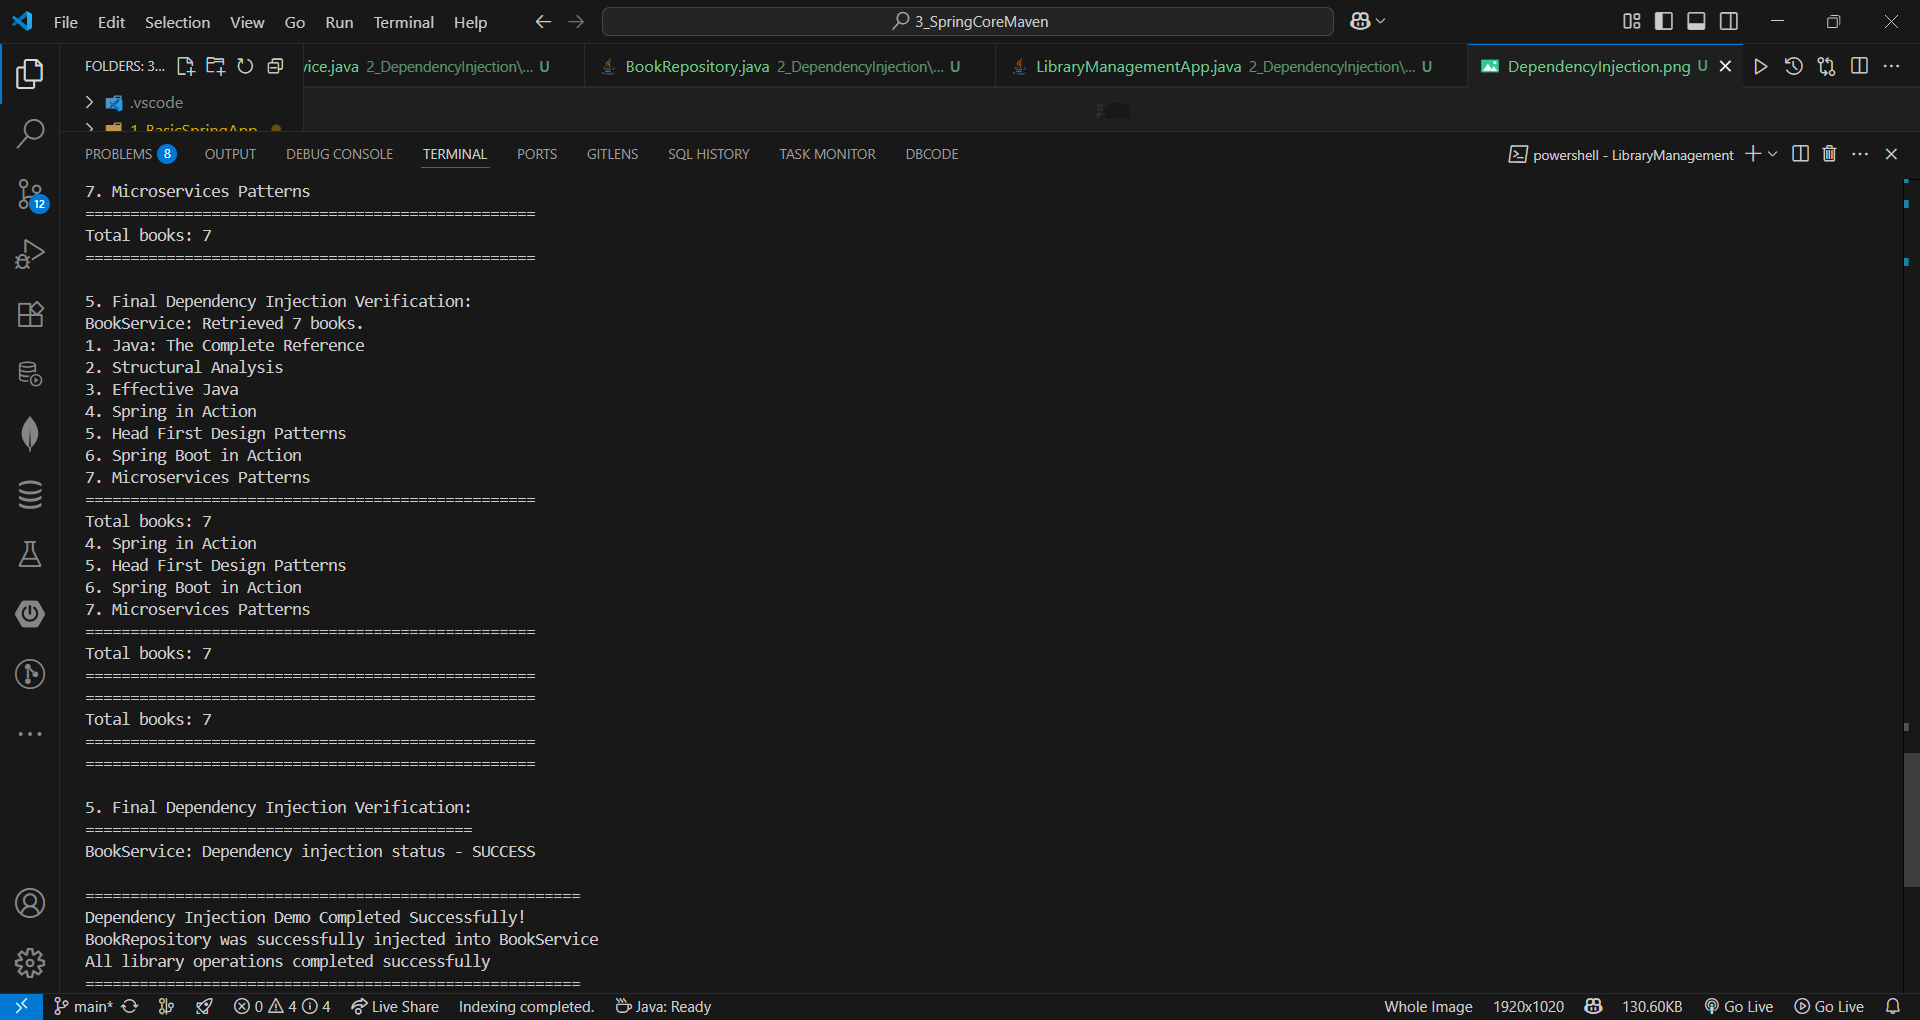 File Edit Selection View Go Run Terminal Help
3_SpringCoreMaven
FOLDERS: 3...
vice.java 2_DependencyInjection\... U
BookRepository.java 2_DependencyInjection\... U
LibraryManagementApp.java 2_DependencyInjection\... U
DependencyInjection.png U
.vscode
1_BasicSpringApp
PROBLEMS 8 OUTPUT DEBUG CONSOLE TERMINAL PORTS GITLENS SQL HISTORY TASK MONITOR DBCODE
powershell - LibraryManagement
12
7. Microservices Patterns
==================================================
Total books: 7
==================================================
5. Final Dependency Injection Verification:
BookService: Retrieved 7 books.
1. Java: The Complete Reference
2. Structural Analysis
3. Effective Java
4. Spring in Action
5. Head First Design Patterns
6. Spring Boot in Action
7. Microservices Patterns
==================================================
Total books: 7
4. Spring in Action
5. Head First Design Patterns
6. Spring Boot in Action
7. Microservices Patterns
==================================================
Total books: 7
==================================================
==================================================
Total books: 7
==================================================
==================================================
5. Final Dependency Injection Verification:
===========================================
BookService: Dependency injection status - SUCCESS
=======================================================
Dependency Injection Demo Completed Successfully!
BookRepository was successfully injected into BookService
All library operations completed successfully
=======================================================
main* 0 4 4 Live Share Indexing completed. Java: Ready
Whole Image 1920x1020 130.60KB Go Live Go Live